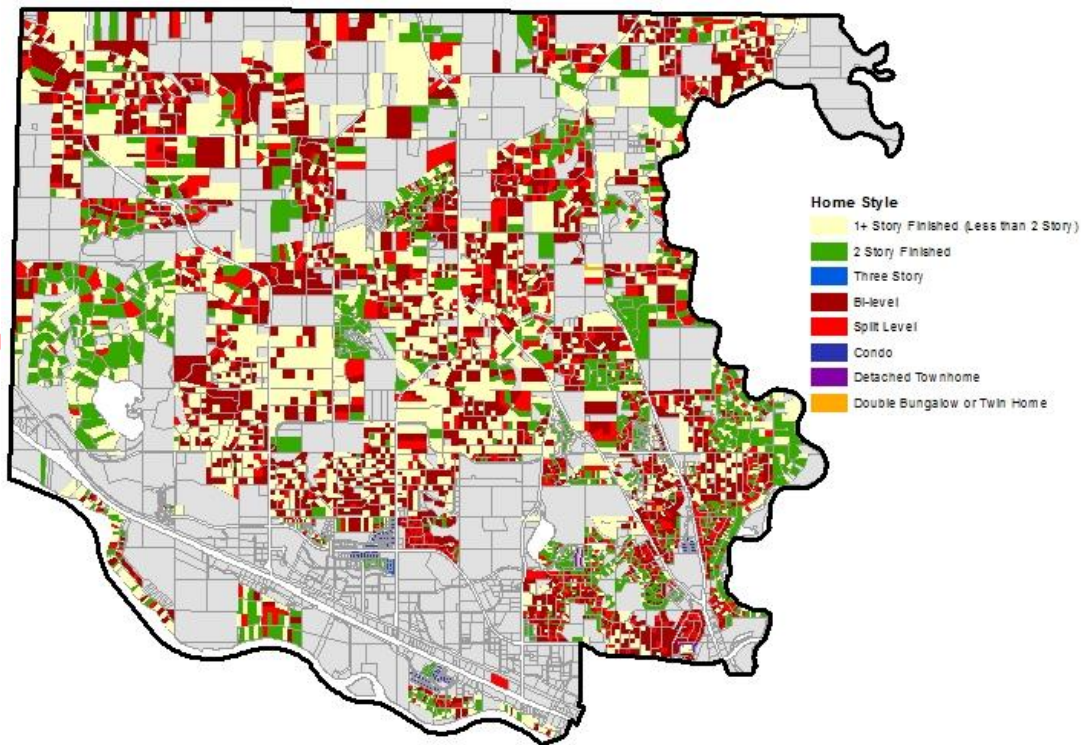 Home Style
1+ Story Finished (Less than 2 Story)
2 Story Finished
Three Story
Bi-level
Split Level
Condo
Detached Townhome
Double Bungalow or Twin Home